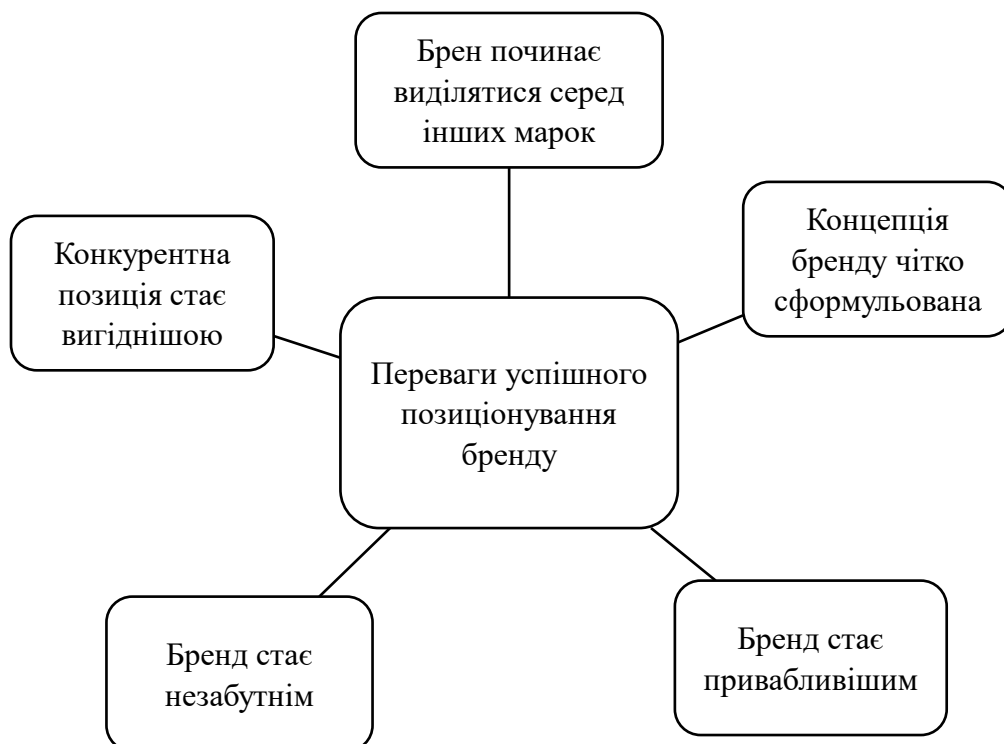 Брен починає
виділятися серед
інших марок
Конкурентна
позиція стає
вигіднішою
Концепція
бренду чітко
сформульована
Переваги успішного
позиціонування
бренду
Бренд стає
незабутнім
Бренд стає
привабливішим